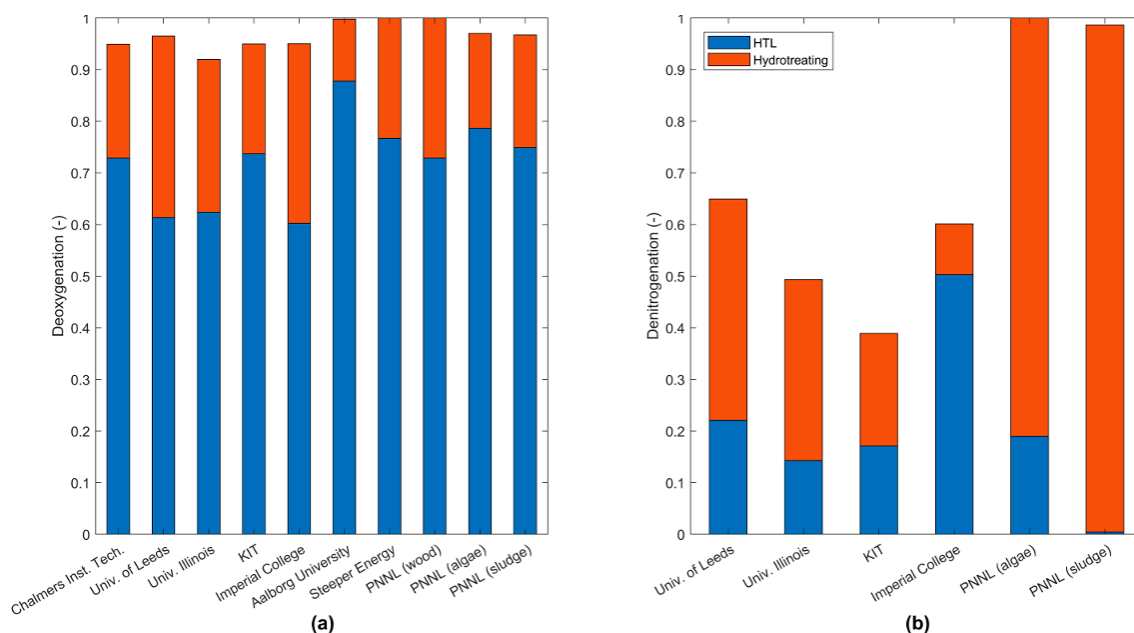 1
0.9
0.8
0.7
0.6
0.5
0.4
0.3
0.2
0.1
0
Deoxygenation (-)
Chalmers Inst. Tech.
Univ. of Leeds
Univ. Illinois
KIT
Imperial College
Aalborg University
Steeper Energy
PNNL (wood)
PNNL (algae)
PNNL (sludge)
(a)
1
0.9
0.8
0.7
0.6
0.5
0.4
0.3
0.2
0.1
0
Denitrogenation (-)
HTL
Hydrotreating
Univ. of Leeds
Univ. Illinois
KIT
Imperial College
PNNL (algae)
PNNL (sludge)
(b)